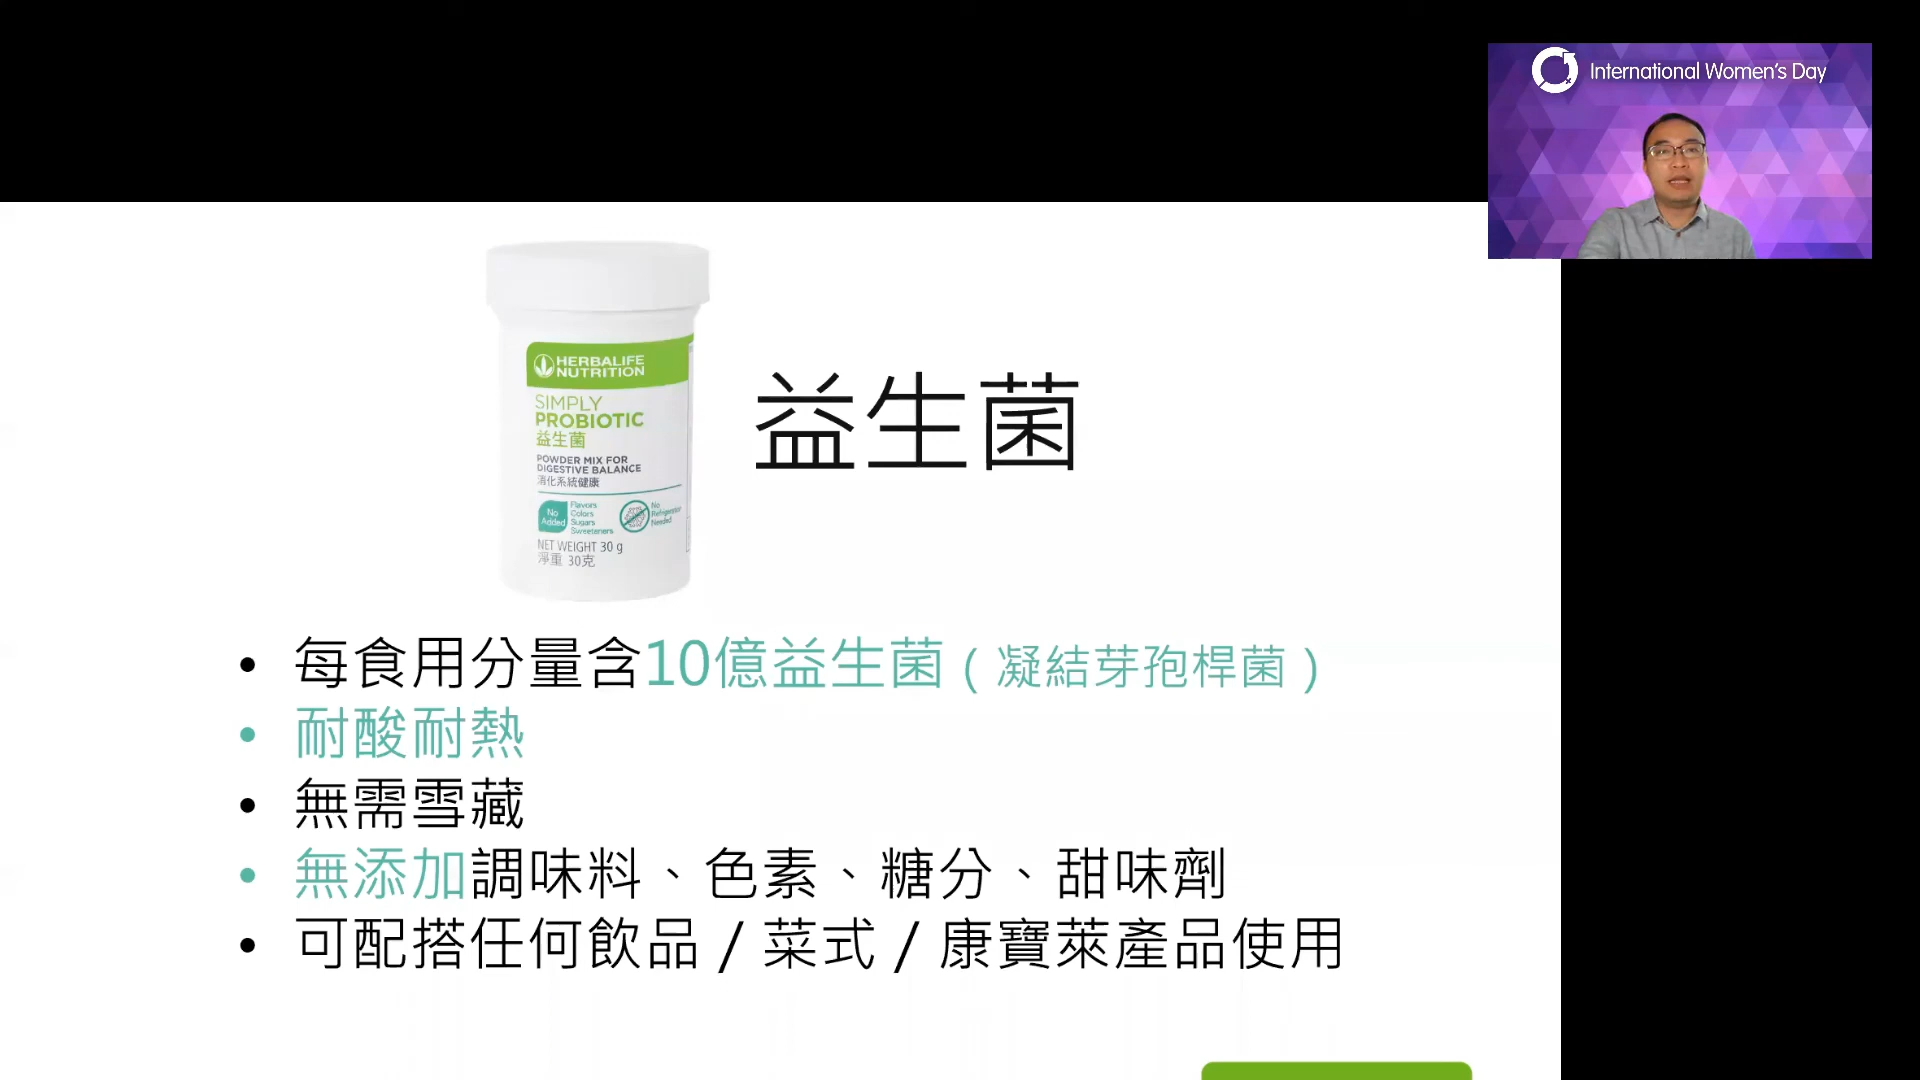 International Women's Day
HERBALIFE
NUTRITION
SIMPLY
PROBIOTIC
益生菌
POWDER MIX FOR
DIGESTIVE BALANCE
消化系統健康
No
Added
Flavors
Colors
Sugars
Sweeteners
No
Refrigeration
Needed
NET WEIGHT 30 g
淨重 30克
益生菌
• 每食用分量含10億益生菌（凝結芽孢桿菌）
• 耐酸耐熱
• 無需雪藏
• 無添加調味料、色素、糖分、甜味劑
• 可配搭任何飲品 / 菜式 / 康寶萊產品使用